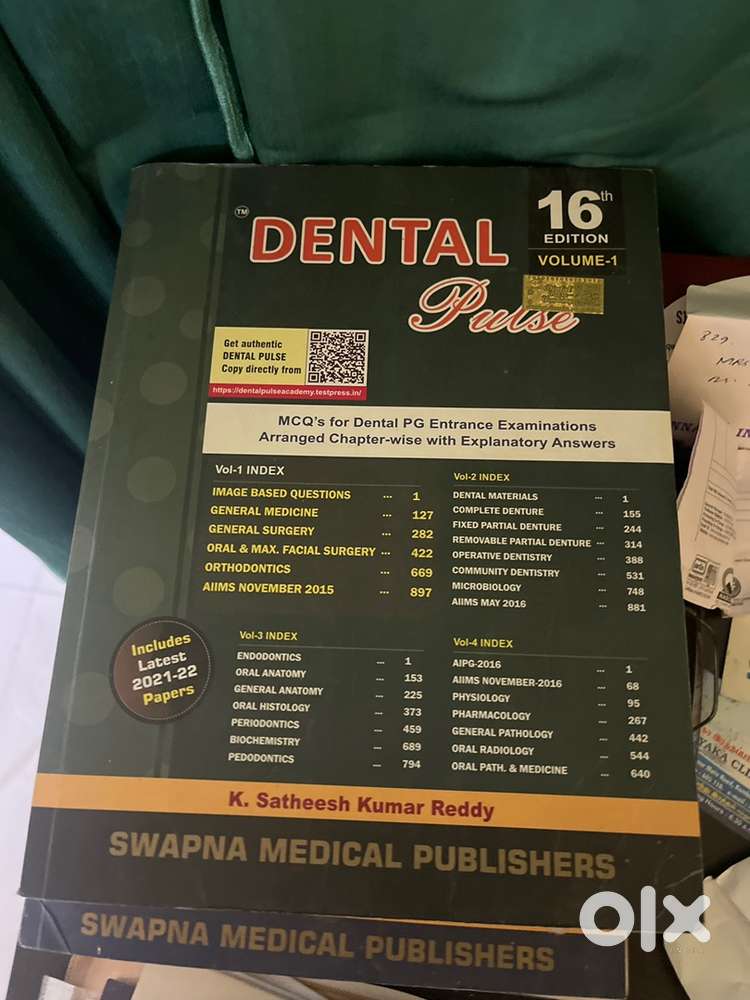 TM
DENTAL
Pulse
16th
EDITION
VOLUME-1
Get authentic
DENTAL PULSE
Copy directly from
https://dentalpulseacademy.testpress.in/
MCQ's for Dental PG Entrance Examinations
Arranged Chapter-wise with Explanatory Answers
Vol-1 INDEX
IMAGE BASED QUESTIONS ... 1
GENERAL MEDICINE ... 127
GENERAL SURGERY ... 282
ORAL & MAX. FACIAL SURGERY ... 422
ORTHODONTICS ... 669
AIIMS NOVEMBER 2015 ... 897
Vol-2 INDEX
DENTAL MATERIALS ... 1
COMPLETE DENTURE ... 155
FIXED PARTIAL DENTURE ... 244
REMOVABLE PARTIAL DENTURE ... 314
OPERATIVE DENTISTRY ... 388
COMMUNITY DENTISTRY ... 531
MICROBIOLOGY ... 748
AIIMS MAY 2016 ... 881
Includes
Latest
2021-22
Papers
Vol-3 INDEX
ENDODONTICS ... 1
ORAL ANATOMY ... 153
GENERAL ANATOMY ... 225
ORAL HISTOLOGY ... 373
PERIODONTICS ... 459
BIOCHEMISTRY ... 689
PEDODONTICS ... 794
Vol-4 INDEX
AIPG-2016 ... 1
AIIMS NOVEMBER-2016 ... 68
PHYSIOLOGY ... 95
PHARMACOLOGY ... 267
GENERAL PATHOLOGY ... 442
ORAL RADIOLOGY ... 544
ORAL PATH. & MEDICINE ... 640
K. Satheesh Kumar Reddy
SWAPNA MEDICAL PUBLISHERS
SWAPNA MEDICAL PUBLISHERS
329.
olx